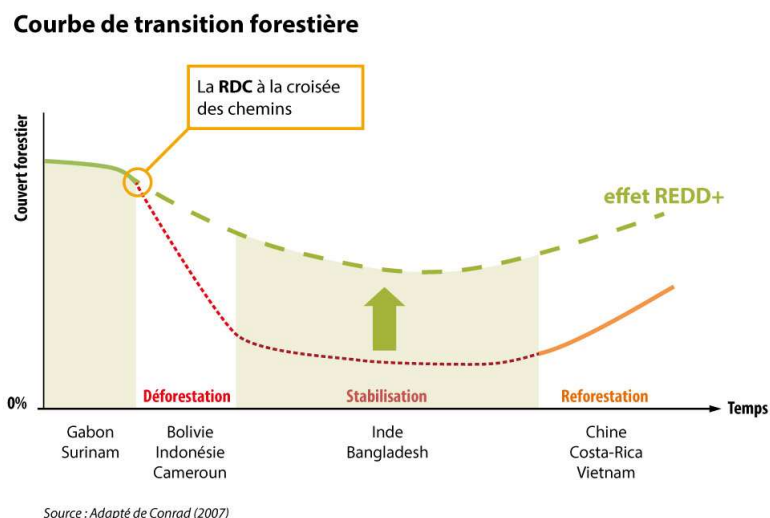 Courbe de transition forestière
La RDC à la croisée
des chemins
Couvert forestier
effet REDD+
0%
Déforestation
Stabilisation
Reforestation
Temps
Gabon
Surinam
Bolivie
Indonésie
Cameroun
Inde
Bangladesh
Chine
Costa-Rica
Vietnam
Source : Adapté de Conrad (2007)